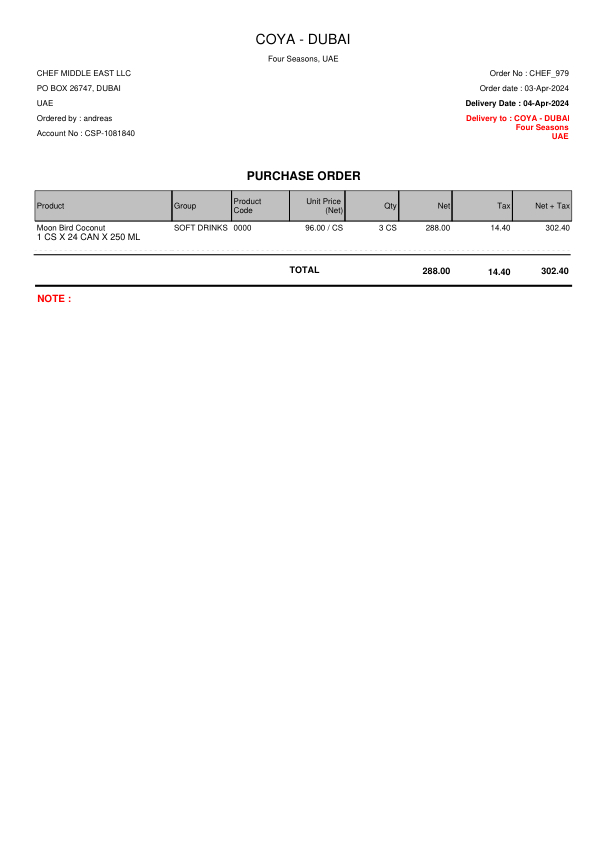 COYA - DUBAI
Four Seasons, UAE
CHEF MIDDLE EAST LLC
PO BOX 26747, DUBAI
UAE
Ordered by : andreas
Account No : CSP-1081840
Order No : CHEF_979
Order date : 03-Apr-2024
Delivery Date : 04-Apr-2024
Delivery to : COYA - DUBAI
Four Seasons
UAE
PURCHASE ORDER
Product Group Product Code Unit Price (Net) Qty Net Tax Net + Tax
Moon Bird Coconut SOFT DRINKS 0000 96.00 / CS 3 CS 288.00 14.40 302.40
1 CS X 24 CAN X 250 ML
TOTAL 288.00 14.40 302.40
NOTE :